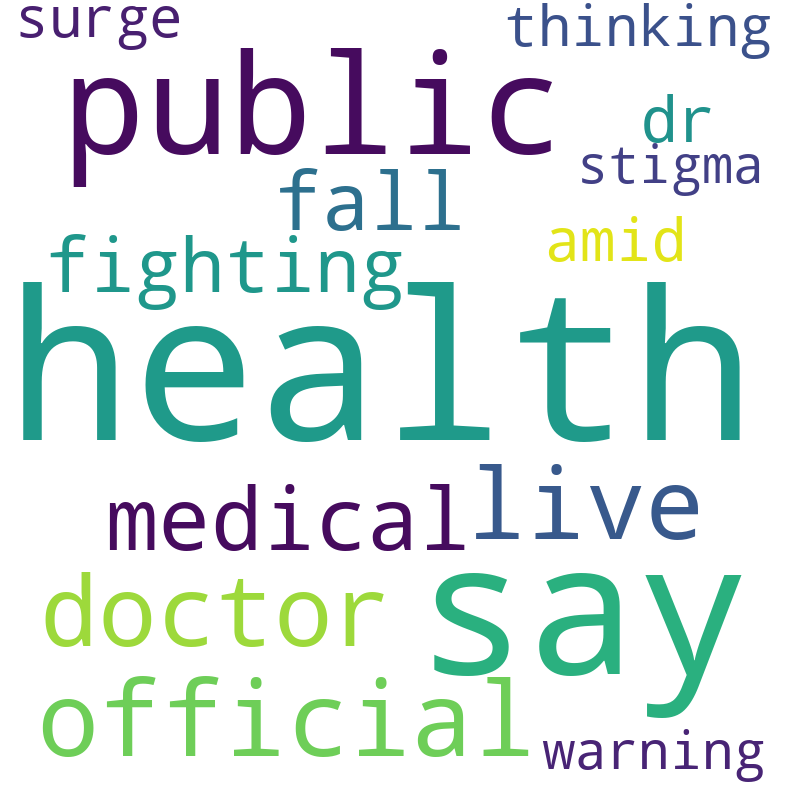 surge
thinking
public
dr
stigma
fall
amid
fighting
health
live
medical
say
doctor
official
warning